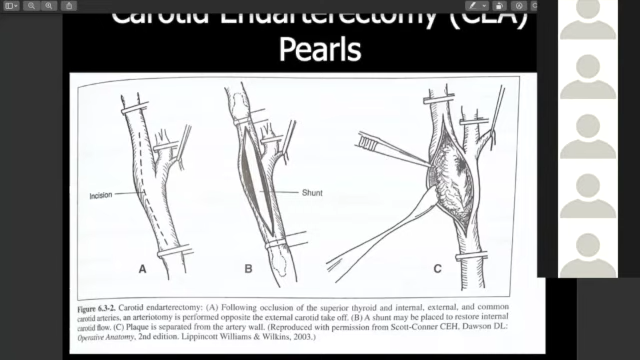 Carotid Endarterectomy (CEA)
Pearls
Incision
Shunt
A
B
C
Figure 6.3-2. Carotid endarterectomy: (A) Following occlusion of the superior thyroid and internal, external, and common
carotid arteries, an arteriotomy is performed opposite the external carotid take off. (B) A shunt may be placed to restore internal
carotid flow. (C) Plaque is separated from the artery wall. (Reproduced with permission from Scott-Conner CEH, Dawson DL:
Operative Anatomy, 2nd edition. Lippincott Williams & Wilkins, 2003.)